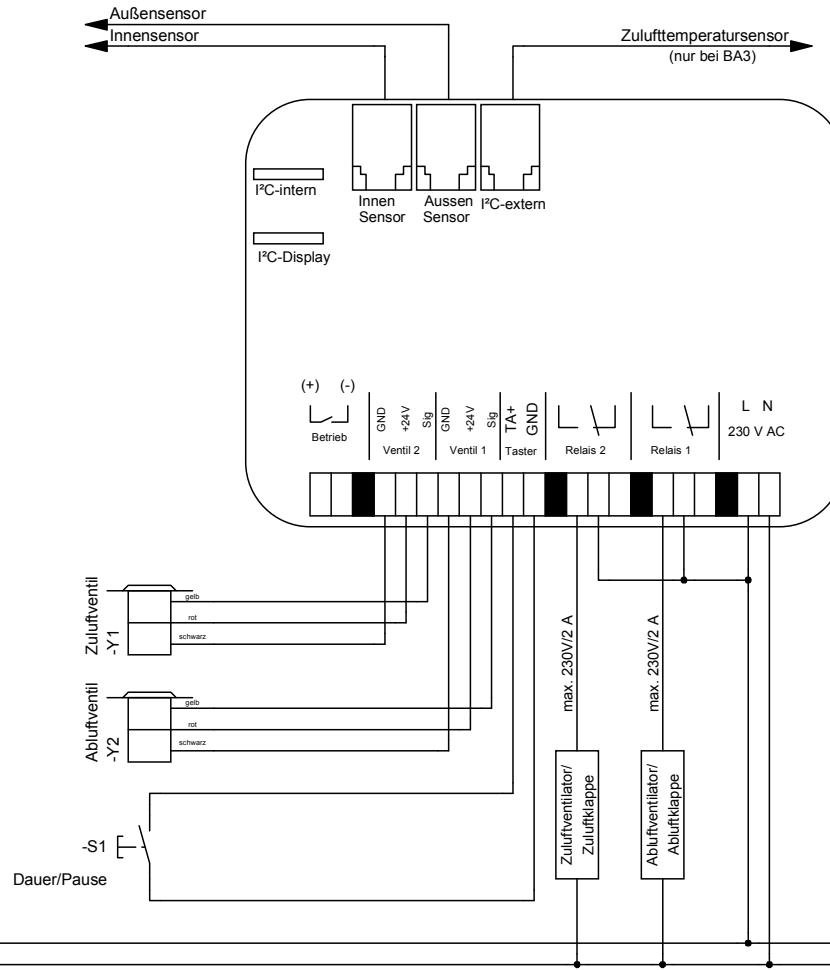 Außensensor
Innensensor
Zulufttemperatursensor
(nur bei BA3)
I²C-intern
Innen
Sensor
Aussen
Sensor
I²C-extern
I²C-Display
(+) (-)
Betrieb
GND
+24V
Sig
Ventil 2
GND
+24V
Sig
Ventil 1
TA+
GND
Taster
Relais 2
Relais 1
L N
230 V AC
Zuluftventil
-Y1
gelb
rot
schwarz
Abluftventil
-Y2
gelb
rot
schwarz
max. 230V/2 A
max. 230V/2 A
Zuluftventilator/
Zuluftklappe
Abluftventilator/
Abluftklappe
-S1
Dauer/Pause